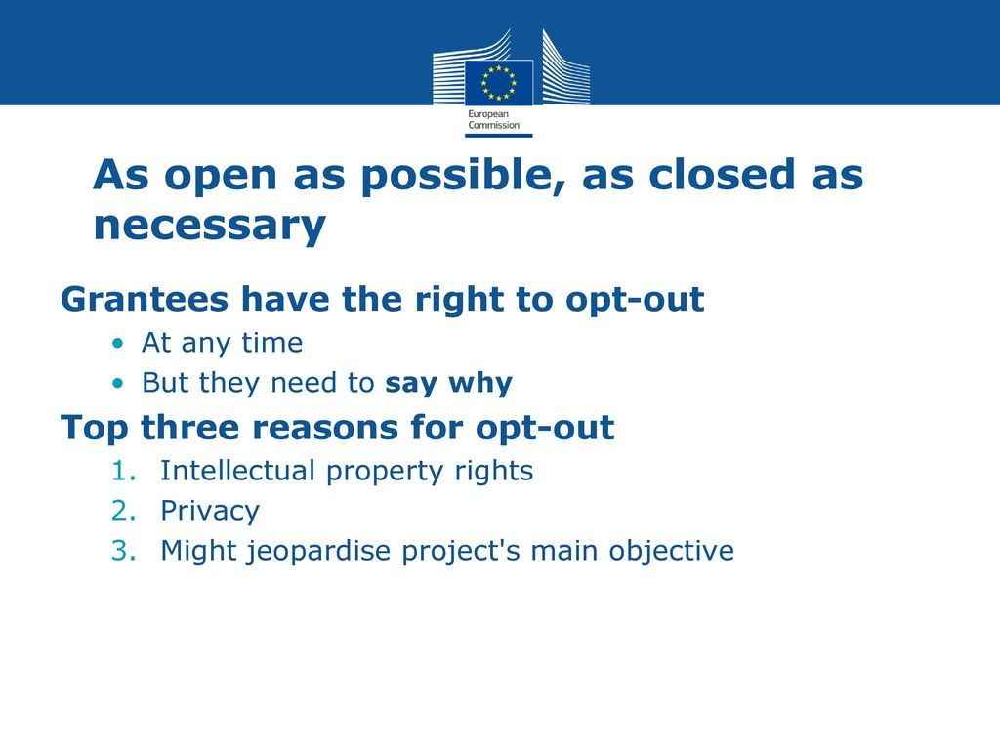 European
Commission
As open as possible, as closed as
necessary
Grantees have the right to opt-out
• At any time
• But they need to say why
Top three reasons for opt-out
1. Intellectual property rights
2. Privacy
3. Might jeopardise project's main objective